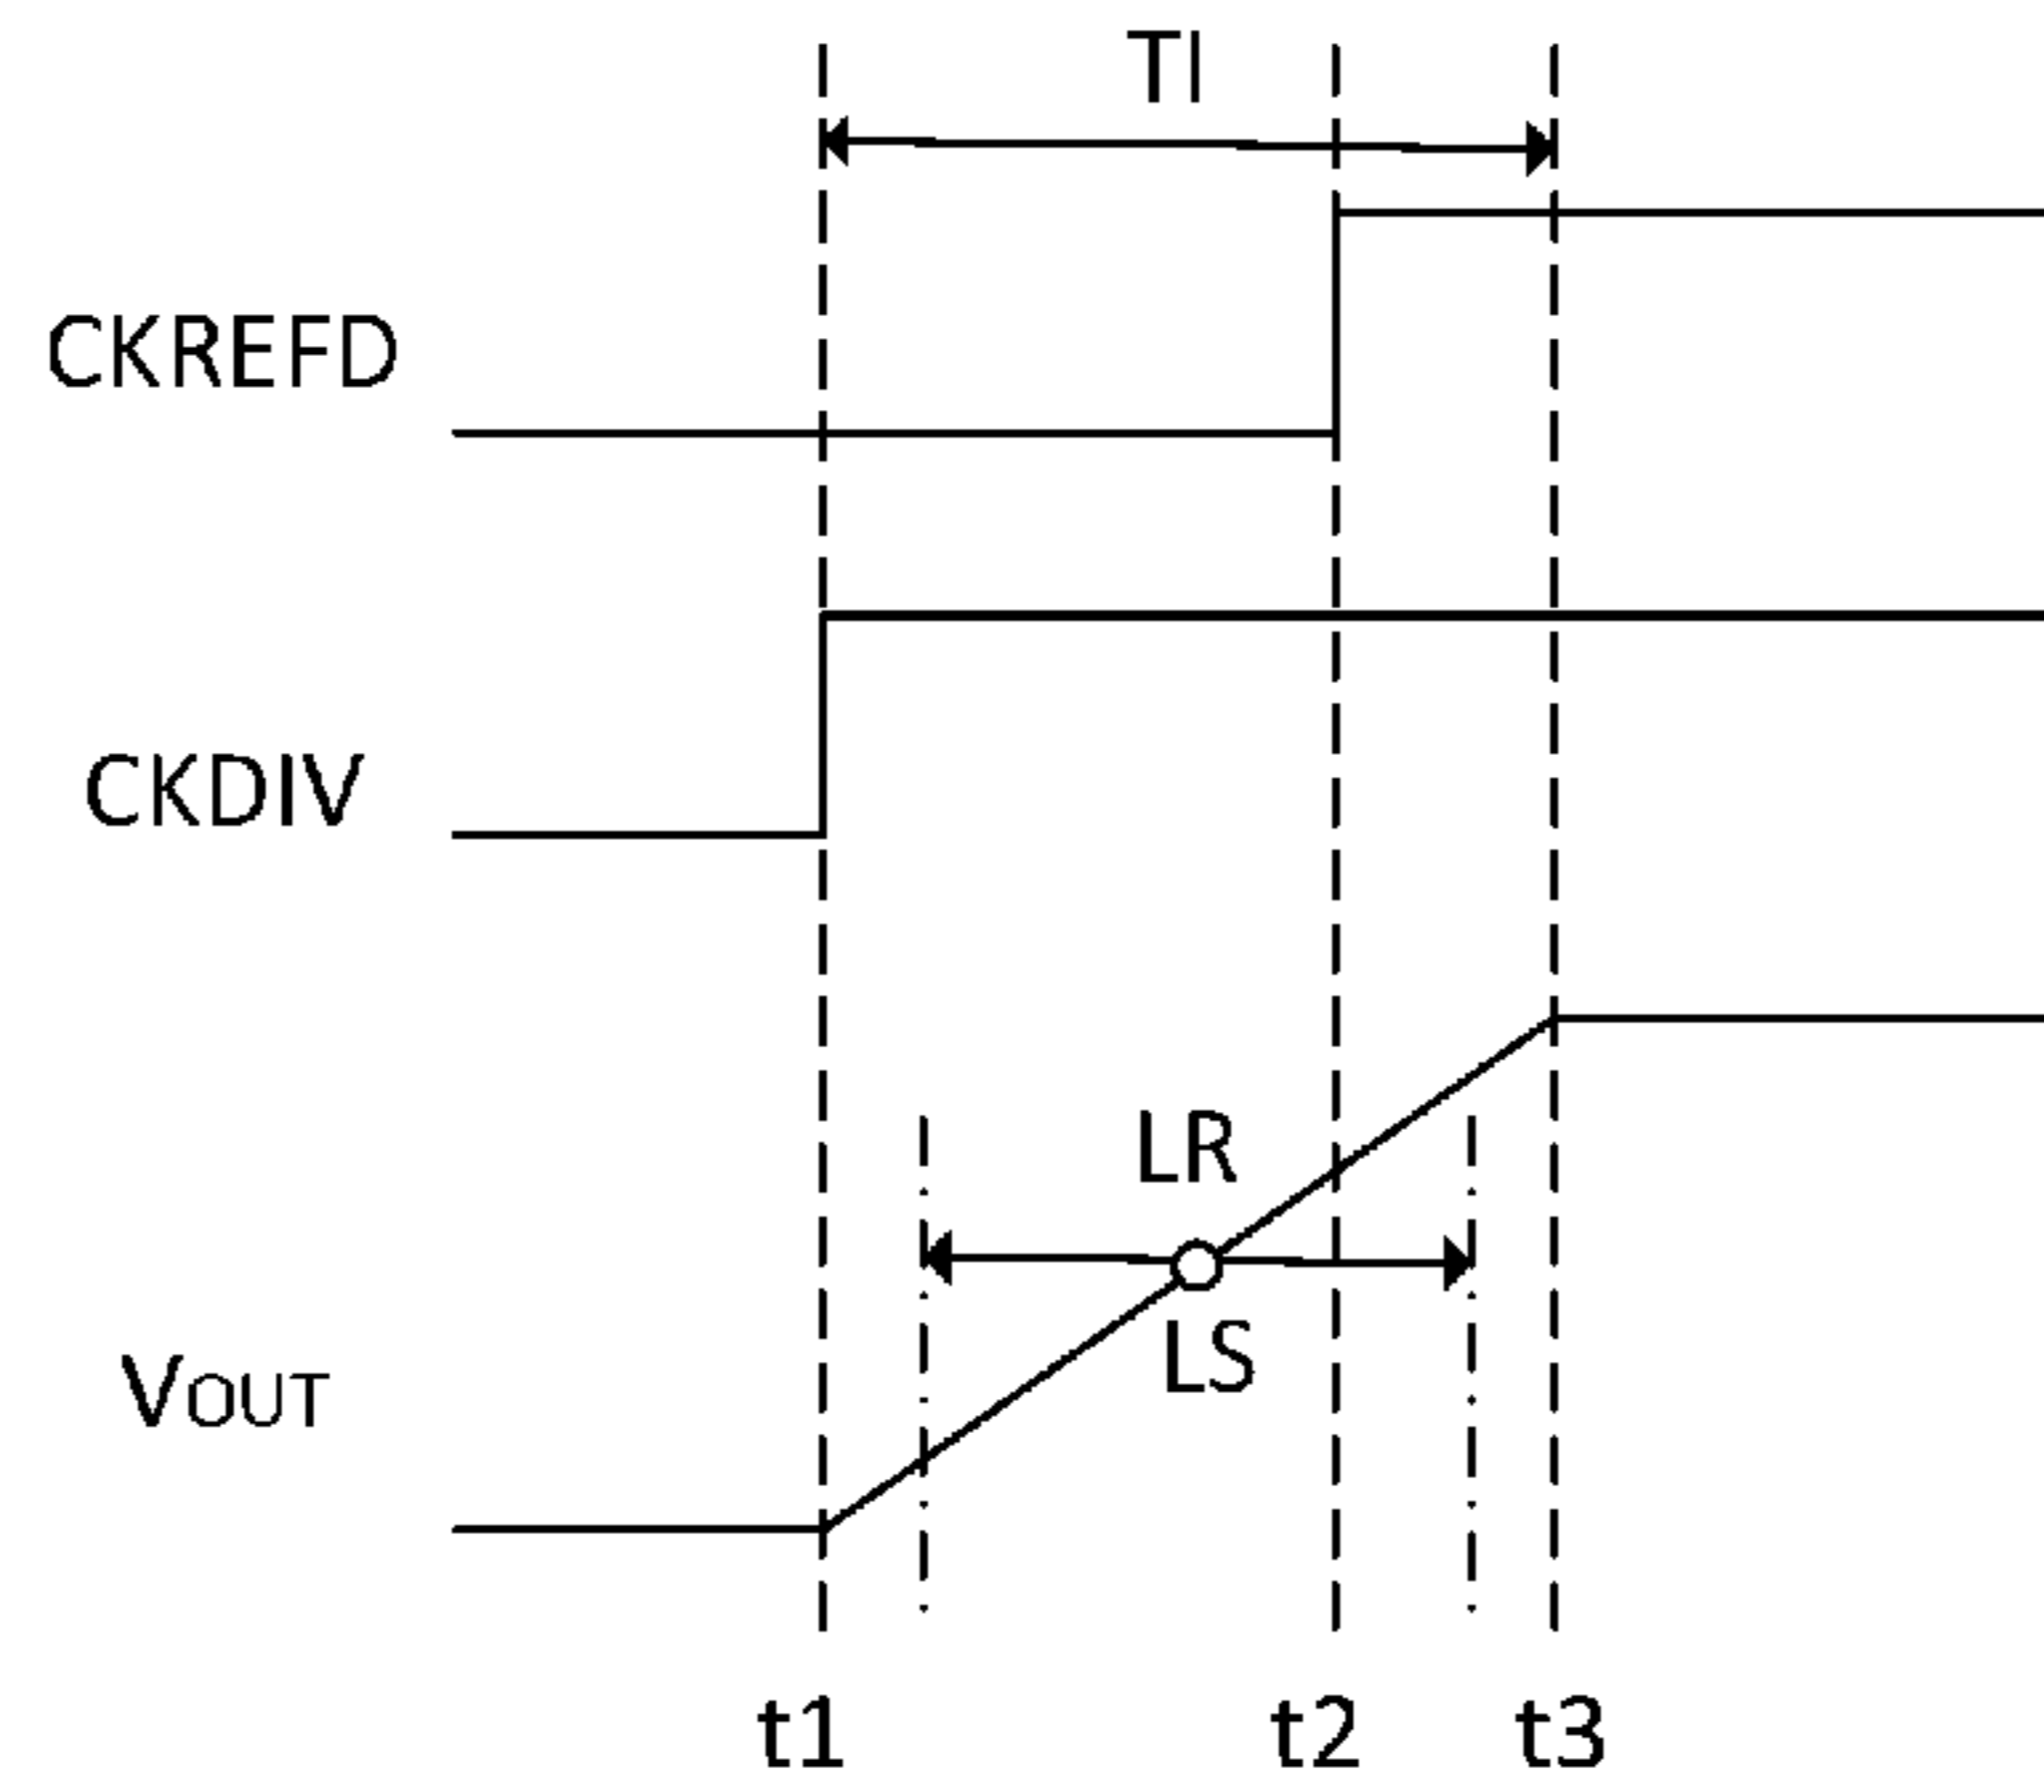 TI
CKREFD
CKDIV
LR
LS
VOUT
t1 t2 t3